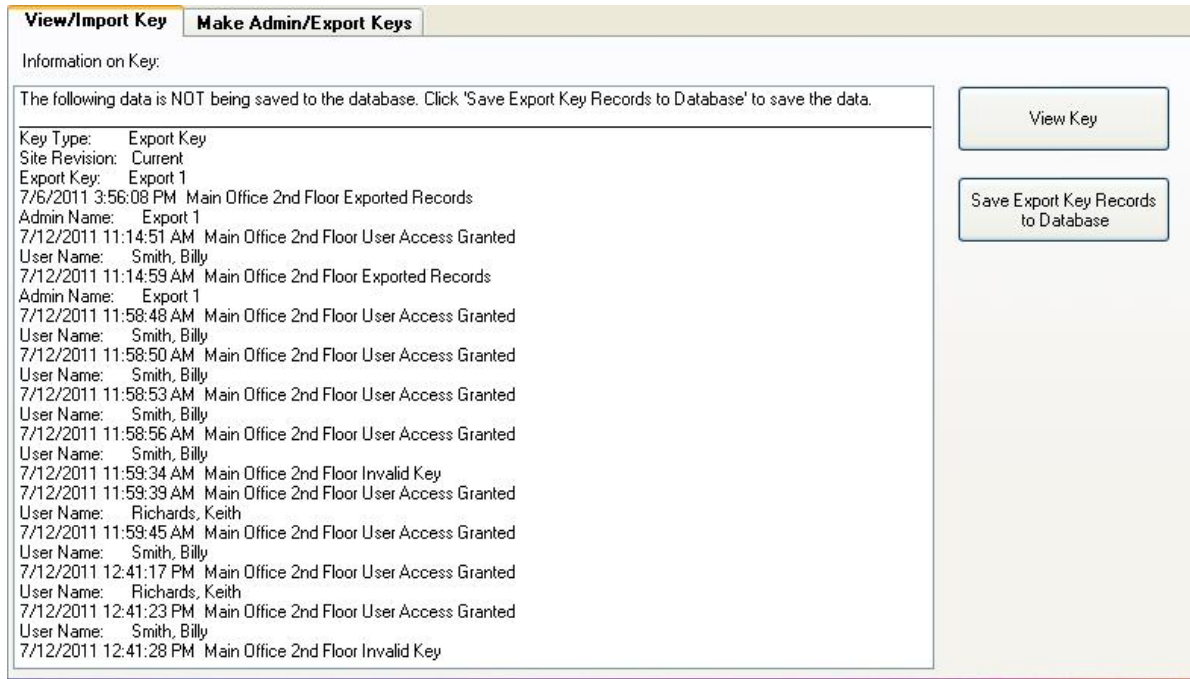 View/Import Key
Make Admin/Export Keys
Information on Key:
The following data is NOT being saved to the database. Click 'Save Export Key Records to Database' to save the data.
Key Type: Export Key
Site Revision: Current
Export Key: Export 1
7/6/2011 3:56:08 PM Main Office 2nd Floor Exported Records
Admin Name: Export 1
7/12/2011 11:14:51 AM Main Office 2nd Floor User Access Granted
User Name: Smith, Billy
7/12/2011 11:14:59 AM Main Office 2nd Floor Exported Records
Admin Name: Export 1
7/12/2011 11:58:48 AM Main Office 2nd Floor User Access Granted
User Name: Smith, Billy
7/12/2011 11:58:50 AM Main Office 2nd Floor User Access Granted
User Name: Smith, Billy
7/12/2011 11:58:53 AM Main Office 2nd Floor User Access Granted
User Name: Smith, Billy
7/12/2011 11:58:56 AM Main Office 2nd Floor User Access Granted
User Name: Smith, Billy
7/12/2011 11:59:34 AM Main Office 2nd Floor Invalid Key
7/12/2011 11:59:39 AM Main Office 2nd Floor User Access Granted
User Name: Richards, Keith
7/12/2011 11:59:45 AM Main Office 2nd Floor User Access Granted
User Name: Smith, Billy
7/12/2011 12:41:17 PM Main Office 2nd Floor User Access Granted
User Name: Richards, Keith
7/12/2011 12:41:23 PM Main Office 2nd Floor User Access Granted
User Name: Smith, Billy
7/12/2011 12:41:28 PM Main Office 2nd Floor Invalid Key
View Key
Save Export Key Records
to Database